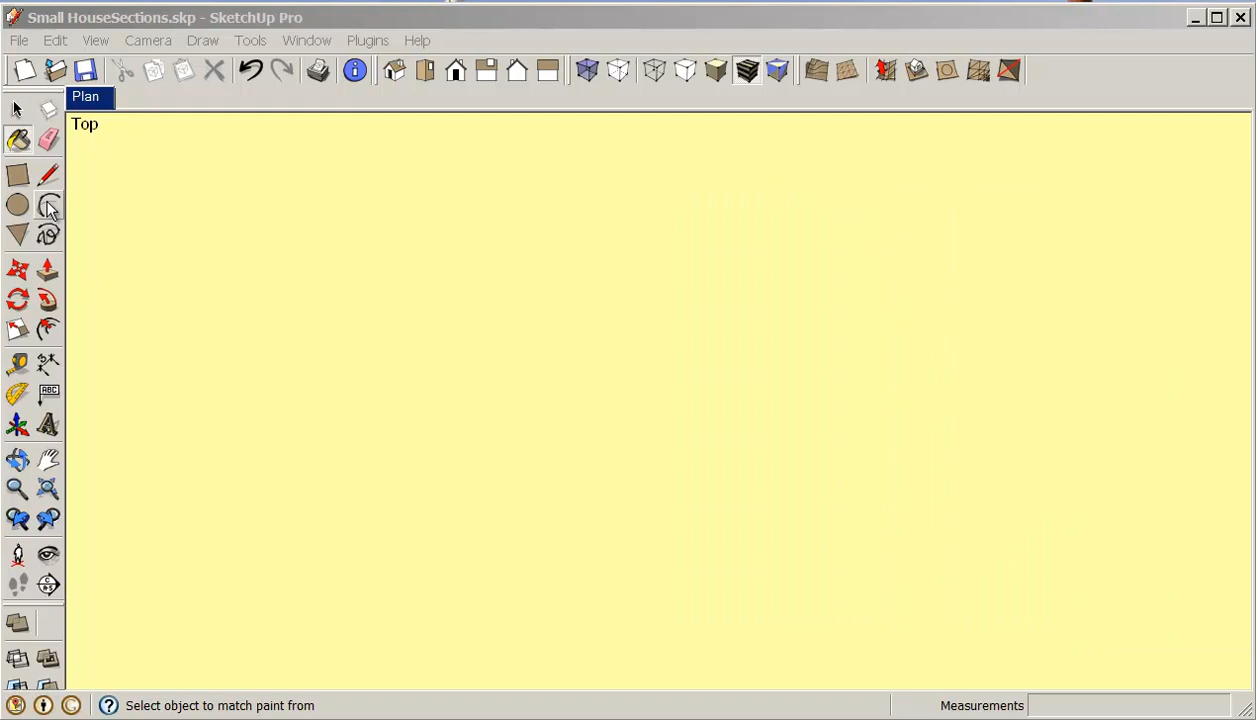 Small HouseSections.skp - SketchUp Pro
File Edit View Camera Draw Tools Window Plugins Help
Plan
Top
ABC
Select object to match paint from
Measurements